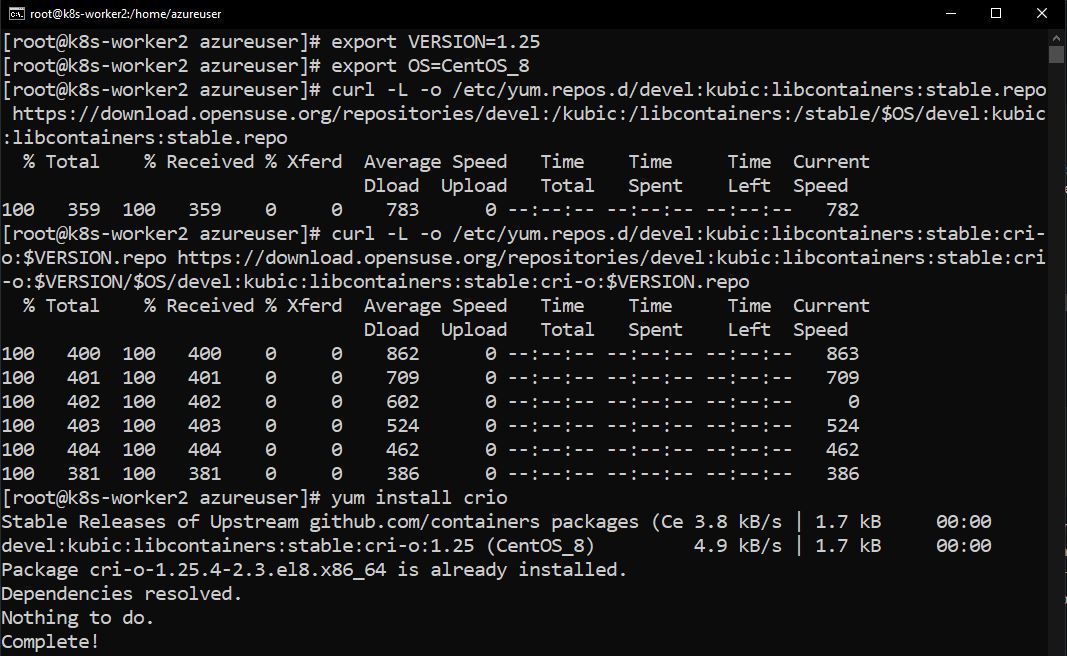 root@k8s-worker2:/home/azureuser
[root@k8s-worker2 azureuser]# export VERSION=1.25
[root@k8s-worker2 azureuser]# export OS=CentOS_8
[root@k8s-worker2 azureuser]# curl -L -o /etc/yum.repos.d/devel:kubic:libcontainers:stable.repo
 https://download.opensuse.org/repositories/devel:/kubic:/libcontainers:/stable/$OS/devel:kubic
:libcontainers:stable.repo
  % Total    % Received % Xferd  Average Speed   Time    Time     Time  Current
                                 Dload  Upload   Total   Spent    Left  Speed
100   359  100   359    0     0    783      0 --:--:-- --:--:-- --:--:--   782
[root@k8s-worker2 azureuser]# curl -L -o /etc/yum.repos.d/devel:kubic:libcontainers:stable:cri-
o:$VERSION.repo https://download.opensuse.org/repositories/devel:kubic:libcontainers:stable:cri
-o:$VERSION/$OS/devel:kubic:libcontainers:stable:cri-o:$VERSION.repo
  % Total    % Received % Xferd  Average Speed   Time    Time     Time  Current
                                 Dload  Upload   Total   Spent    Left  Speed
100   400  100   400    0     0    862      0 --:--:-- --:--:-- --:--:--   863
100   401  100   401    0     0    709      0 --:--:-- --:--:-- --:--:--   709
100   402  100   402    0     0    602      0 --:--:-- --:--:-- --:--:--     0
100   403  100   403    0     0    524      0 --:--:-- --:--:-- --:--:--   524
100   404  100   404    0     0    462      0 --:--:-- --:--:-- --:--:--   462
100   381  100   381    0     0    386      0 --:--:-- --:--:-- --:--:--   386
[root@k8s-worker2 azureuser]# yum install crio
Stable Releases of Upstream github.com/containers packages (Ce 3.8 kB/s | 1.7 kB     00:00
devel:kubic:libcontainers:stable:cri-o:1.25 (CentOS_8)         4.9 kB/s | 1.7 kB     00:00
Package cri-o-1.25.4-2.3.el8.x86_64 is already installed.
Dependencies resolved.
Nothing to do.
Complete!